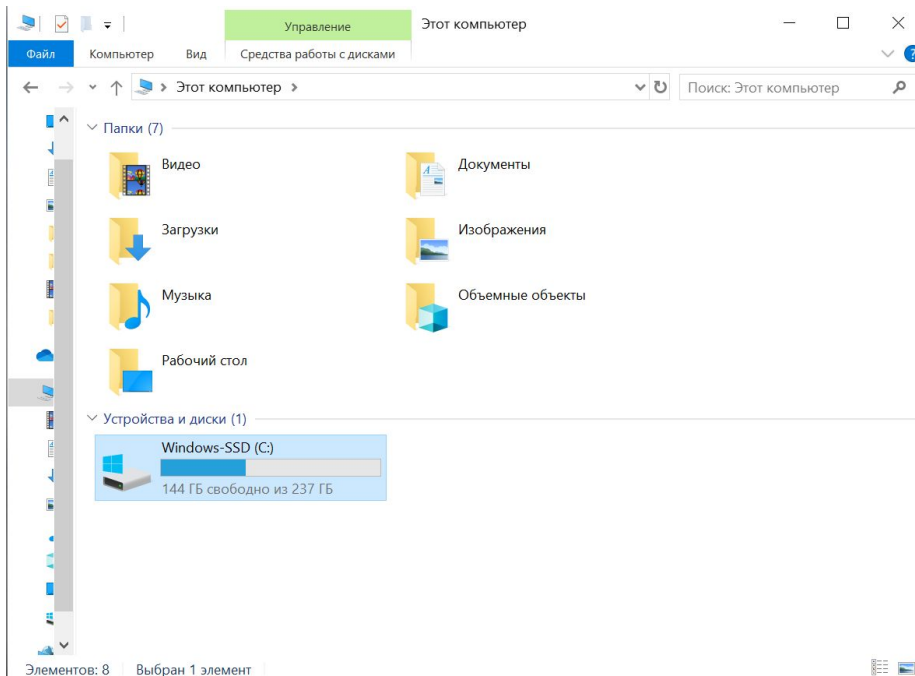 Управление
Этот компьютер
Файл
Компьютер
Вид
Средства работы с дисками
?
Этот компьютер
Поиск: Этот компьютер
Папки (7)
Видео
Документы
Загрузки
Изображения
Музыка
Объемные объекты
Рабочий стол
Устройства и диски (1)
Windows-SSD (C:)
144 ГБ свободно из 237 ГБ
Элементов: 8
Выбран 1 элемент